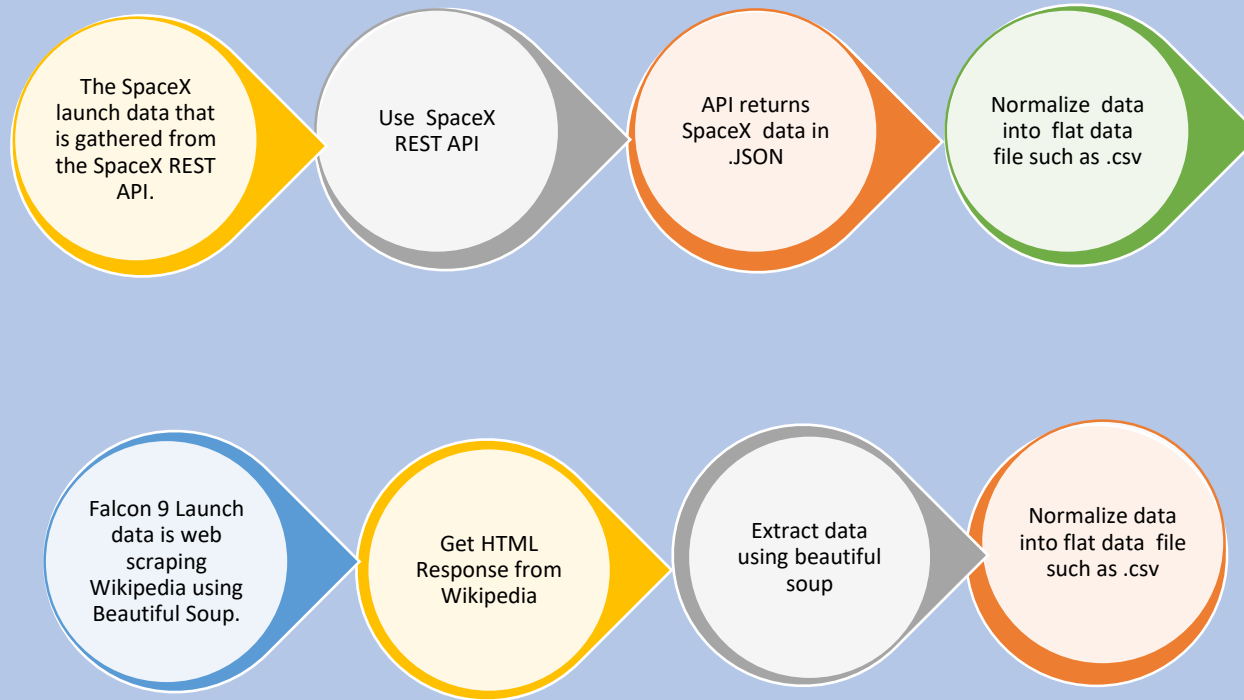 The SpaceX
launch data that
is gathered from
the SpaceX REST
API.
Use SpaceX
REST API
API returns
SpaceX data in
.JSON
Normalize data
into flat data
file such as .csv
Falcon 9 Launch
data is web
scraping
Wikipedia using
Beautiful Soup.
Get HTML
Response from
Wikipedia
Extract data
using beautiful
soup
Normalize data
into flat data file
such as .csv